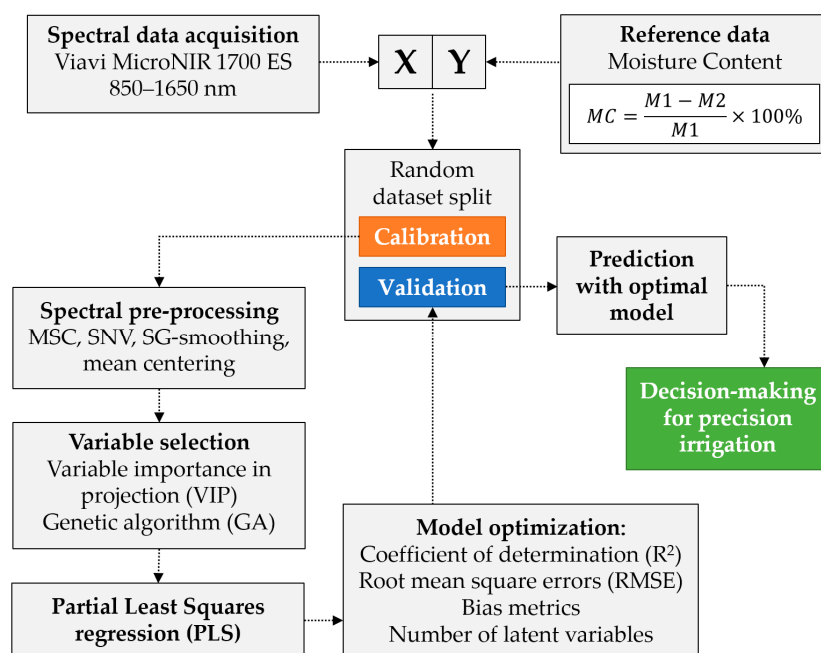 Spectral data acquisition
Viavi MicroNIR 1700 ES
850–1650 nm
X Y
Reference data
Moisture Content
MC = \frac{M1 − M2}{M1} × 100%
Random
dataset split
Calibration
Validation
Prediction
with optimal
model
Decision-making
for precision
irrigation
Spectral pre-processing
MSC, SNV, SG-smoothing,
mean centering
Variable selection
Variable importance in
projection (VIP)
Genetic algorithm (GA)
Partial Least Squares
regression (PLS)
Model optimization:
Coefficient of determination (R²)
Root mean square errors (RMSE)
Bias metrics
Number of latent variables